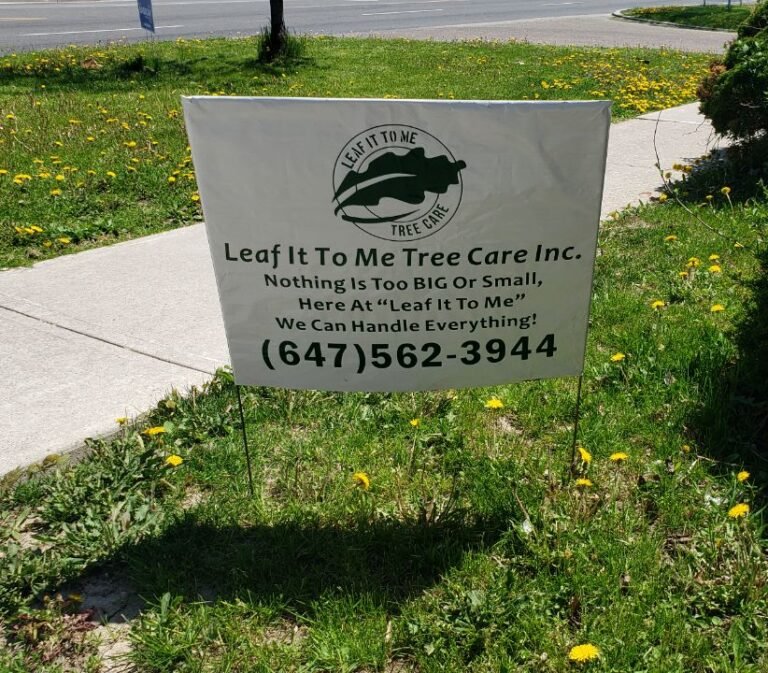 LEAF IT TO ME
TREE CARE
Leaf It To Me Tree Care Inc.
Nothing Is Too BIG Or Small,
Here At “Leaf It To Me”
We Can Handle Everything!
(647)562-3944